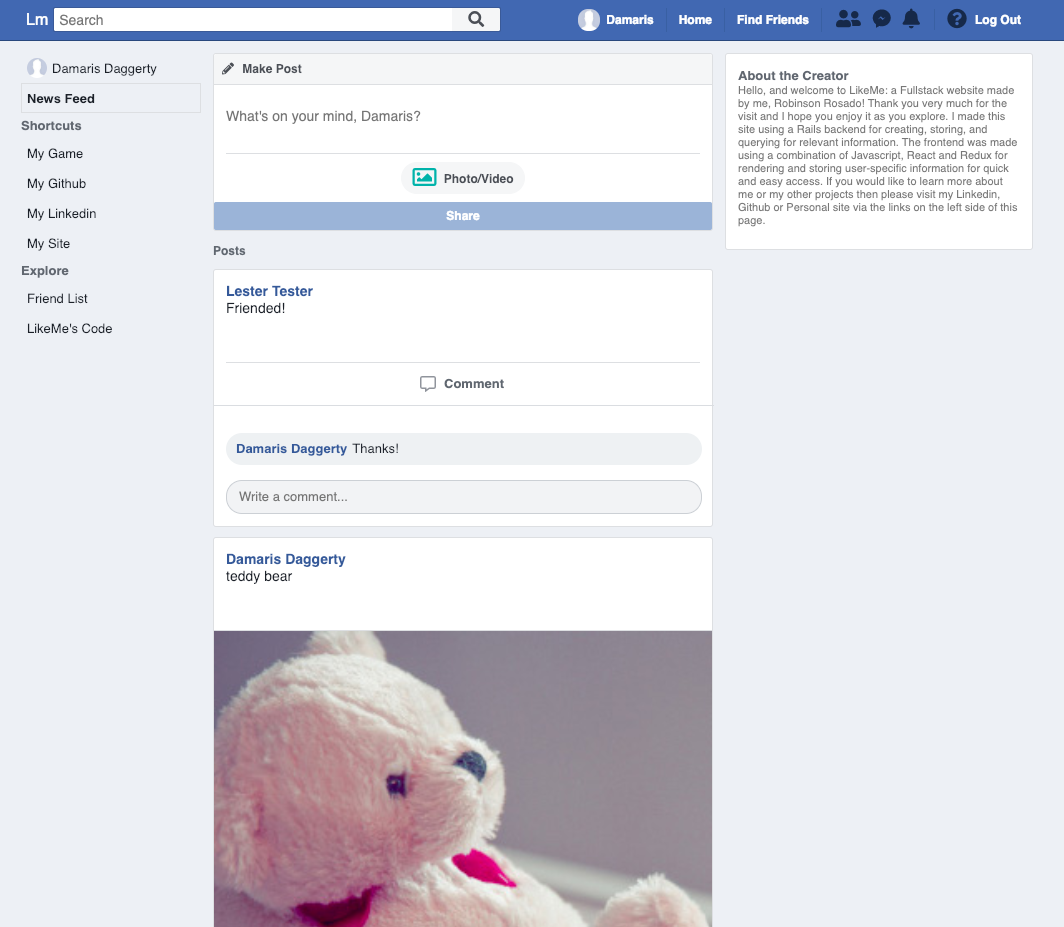 Lm Search Damaris Home Find Friends Log Out
Damaris Daggerty
News Feed
Shortcuts
My Game
My Github
My Linkedin
My Site
Explore
Friend List
LikeMe's Code
Make Post
What's on your mind, Damaris?
Photo/Video
Share
Posts
Lester Tester
Friended!
Comment
Damaris Daggerty Thanks!
Write a comment...
Damaris Daggerty
teddy bear
About the Creator
Hello, and welcome to LikeMe: a Fullstack website made
by me, Robinson Rosado! Thank you very much for the
visit and I hope you enjoy it as you explore. I made this
site using a Rails backend for creating, storing, and
querying for relevant information. The frontend was made
using a combination of Javascript, React and Redux for
rendering and storing user-specific information for quick
and easy access. If you would like to learn more about
me or my other projects then please visit my Linkedin,
Github or Personal site via the links on the left side of this
page.